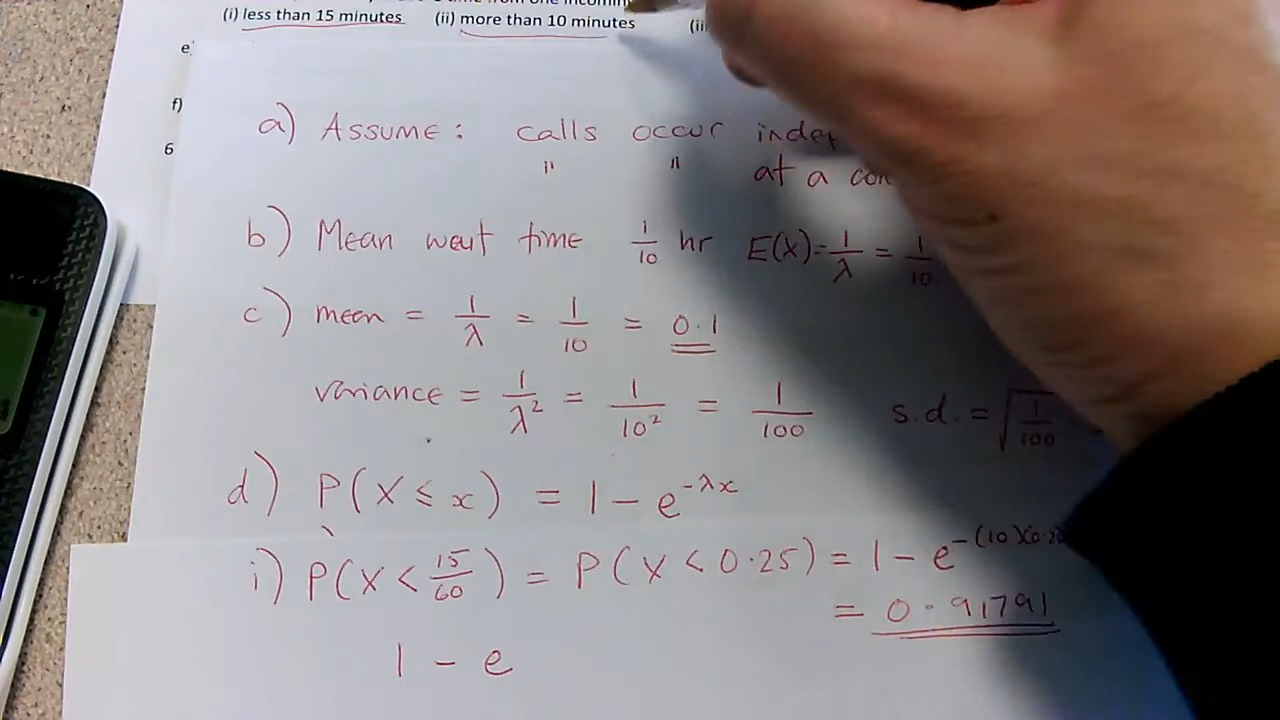 (i) less than 15 minutes (ii) more than 10 minutes
e)
f)
6
a) Assume: calls occur
" " at a
b) Mean wait time 1/10 hr E(X) = 1/λ = 1/10
c) mean = 1/λ = 1/10 = 0.1
variance = 1/λ² = 1/10² = 1/100 s.d. = √(1/100)
d) P(X ≤ x) = 1 - e^(-λx)
i) P(X < 15/60) = P(X < 0.25) = 1 - e^-(10)(0.25
= 0.91791
1 - e